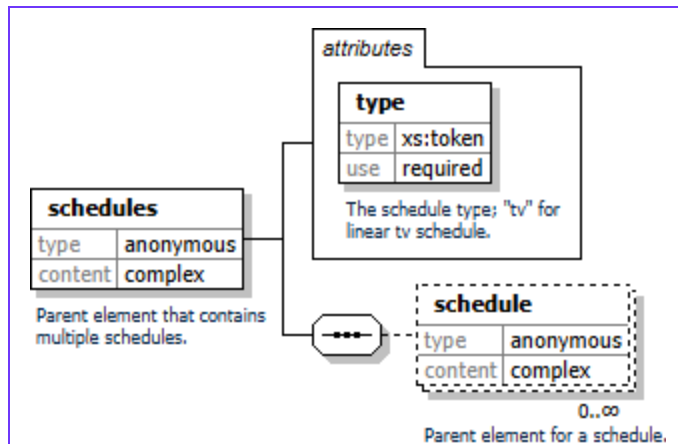 attributes
type
type xs:token
use required
The schedule type; "tv" for
linear tv schedule.
schedules
type anonymous
content complex
Parent element that contains
multiple schedules.
schedule
type anonymous
content complex
0..∞
Parent element for a schedule.